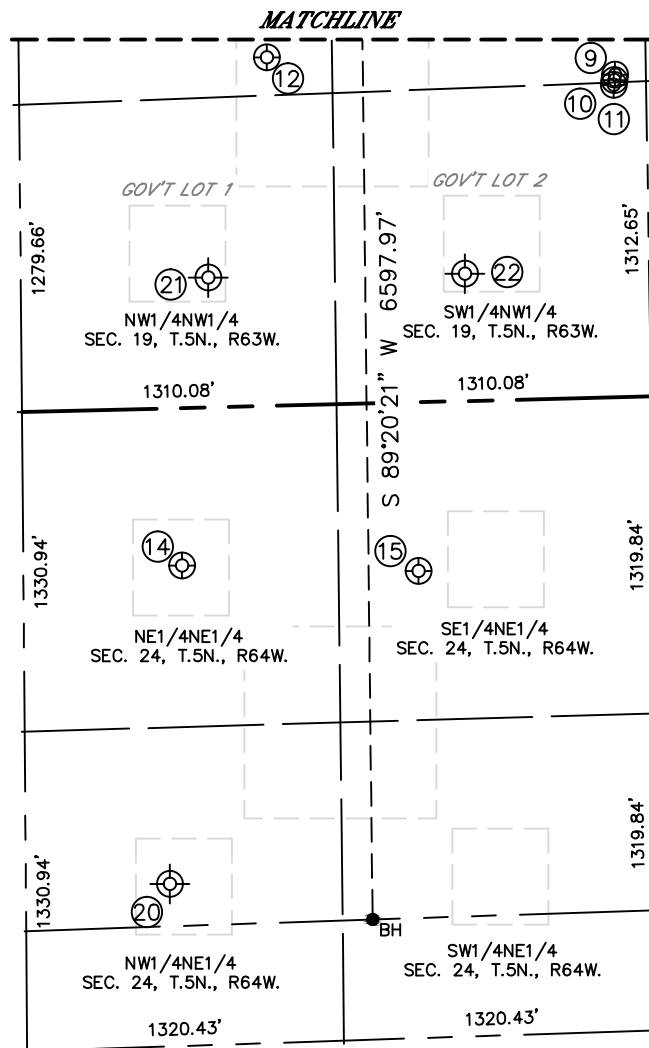 MATCHLINE
9
12
10
11
GOV'T LOT 1
GOV'T LOT 2
1279.66'
1312.65'
S 89°20'21" W 6597.97'
21
22
NW1/4NW1/4
SEC. 19, T.5N., R63W.
SW1/4NW1/4
SEC. 19, T.5N., R63W.
1310.08'
1310.08'
14
15
1330.94'
1319.84'
NE1/4NE1/4
SEC. 24, T.5N., R64W.
SE1/4NE1/4
SEC. 24, T.5N., R64W.
1330.94'
1319.84'
20
BH
NW1/4NE1/4
SEC. 24, T.5N., R64W.
SW1/4NE1/4
SEC. 24, T.5N., R64W.
1320.43'
1320.43'